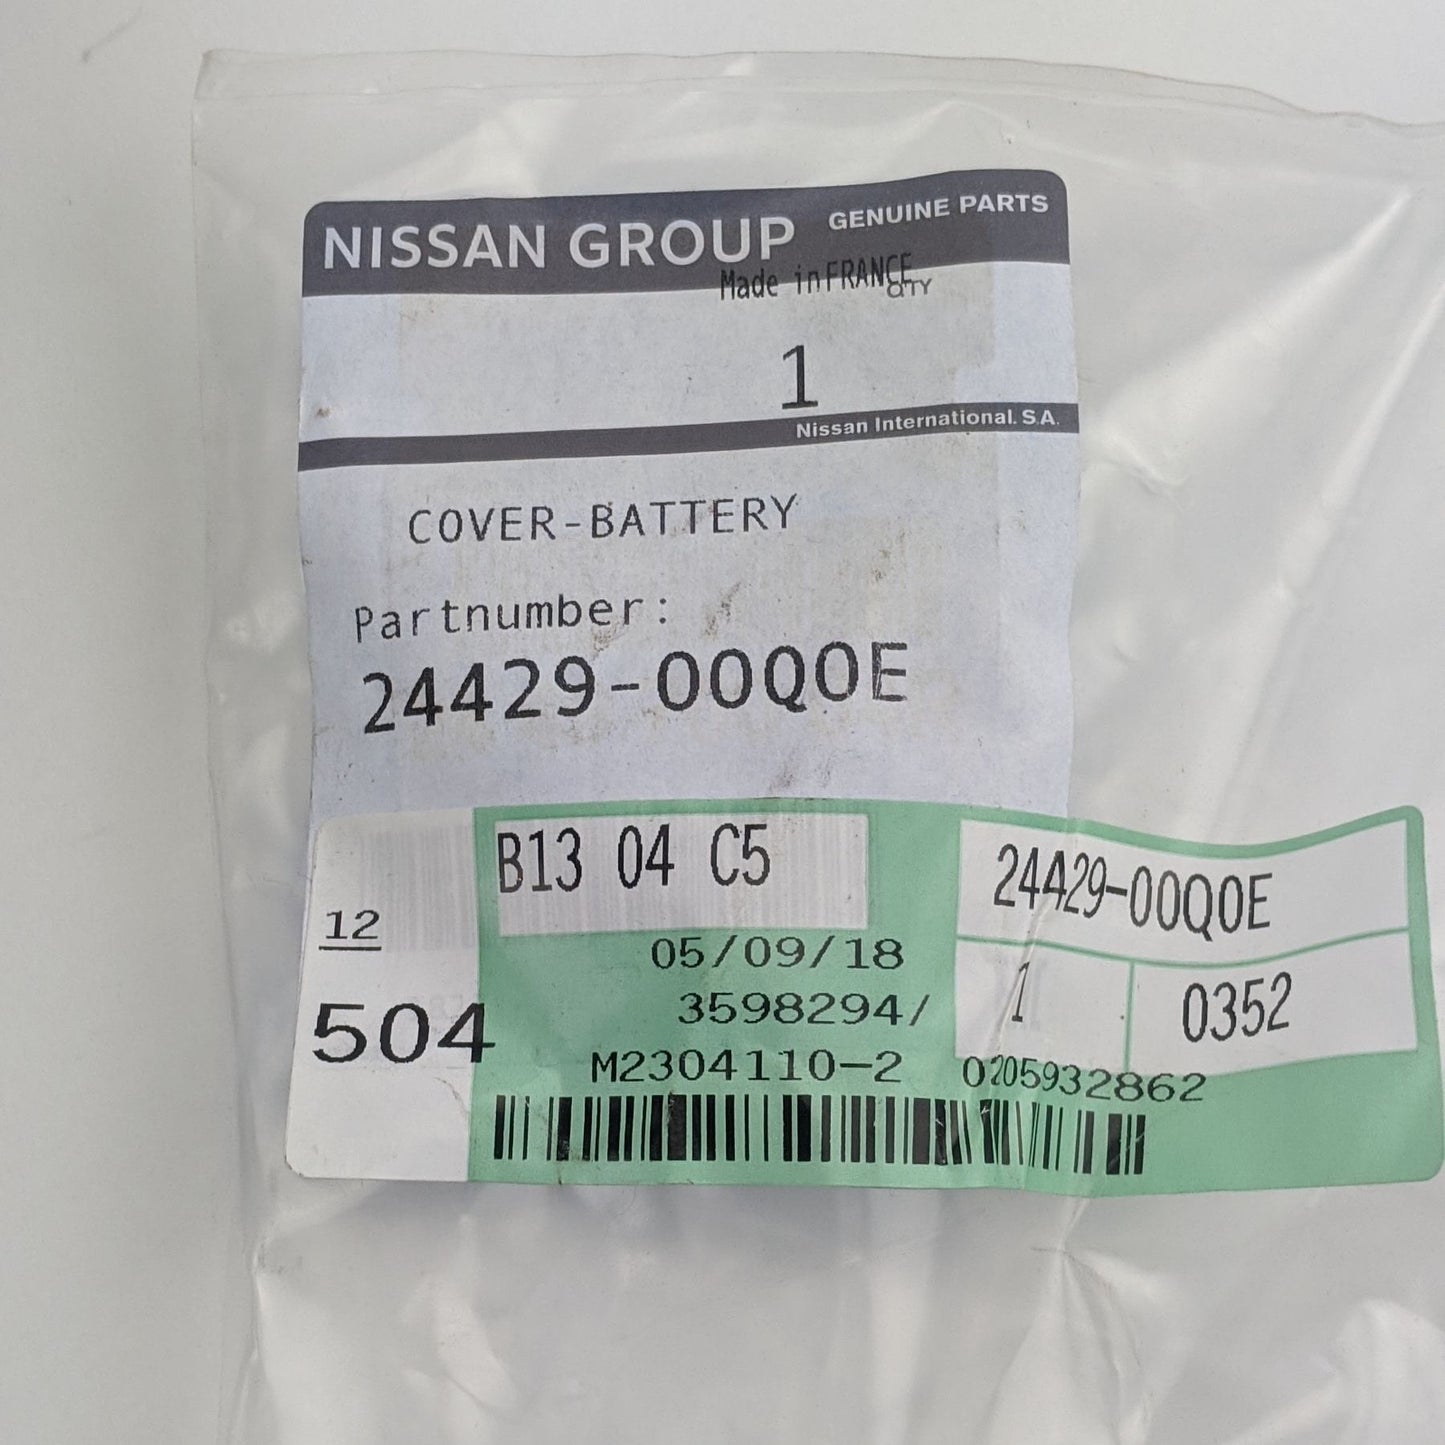 NISSAN GROUP GENUINE PARTS
Made in FRANCE
QTY
1
Nissan International. S.A.
COVER-BATTERY
Partnumber:
24429-00Q0E
B13 04 C5
24429-00Q0E
12
05/09/18
3598294/
1
0352
504
M2304110-2
0205932862